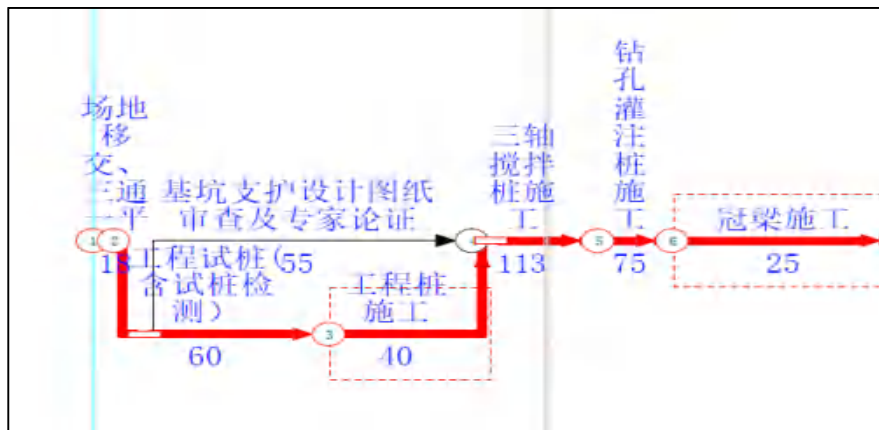 场地
移
交、
三通
一平
基坑支护设计图纸
审查及专家论证
三轴
搅拌
桩施
工
钻
孔
灌
注
桩
施
工
冠梁施工
1
2
4
5
6
18
工程试桩(
含试桩检
测)
55
工程桩
施工
113
75
25
3
60
40